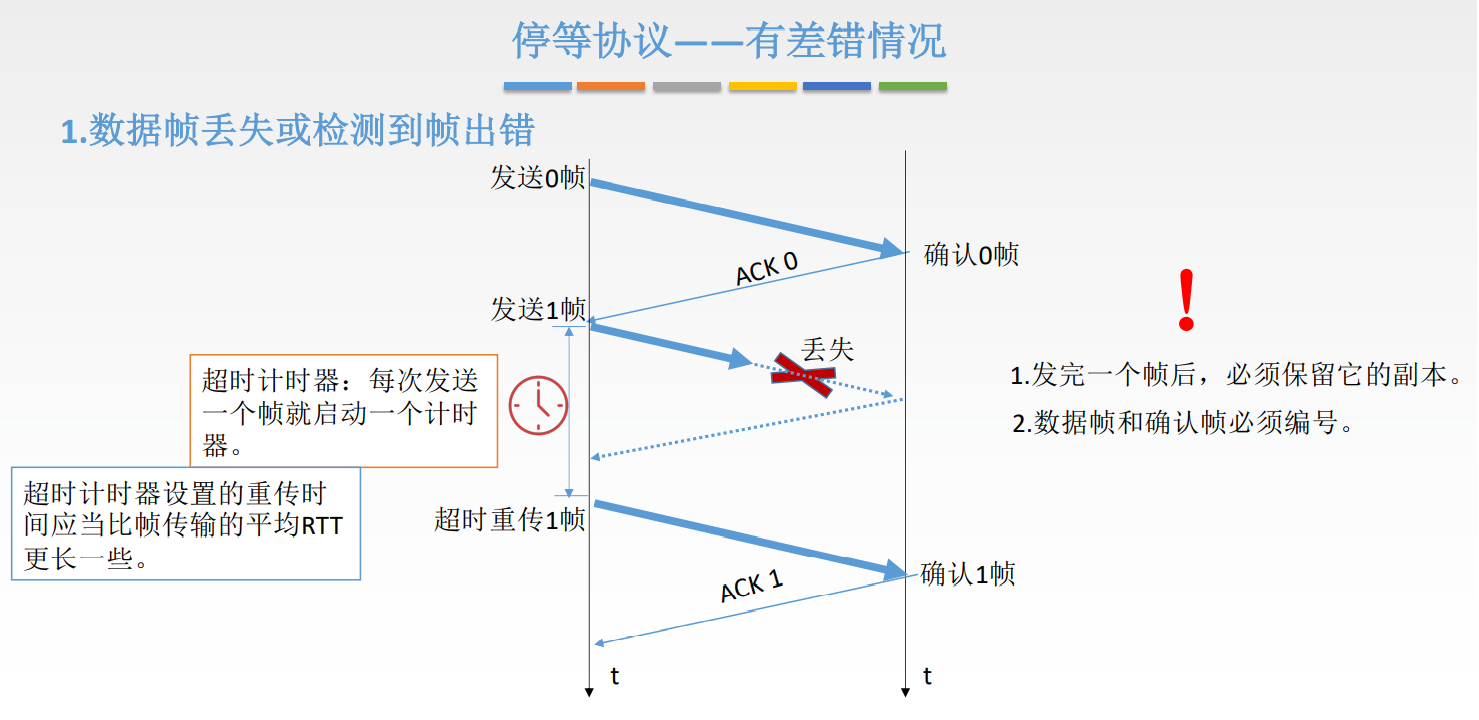 停等协议——有差错情况
1.数据帧丢失或检测到帧出错
发送0帧
确认0帧
ACK 0
发送1帧
丢失
超时计时器：每次发送
一个帧就启动一个计时
器。
1.发完一个帧后，必须保留它的副本。
2.数据帧和确认帧必须编号。
超时计时器设置的重传时
间应当比帧传输的平均RTT
更长一些。
超时重传1帧
确认1帧
ACK 1
t
t